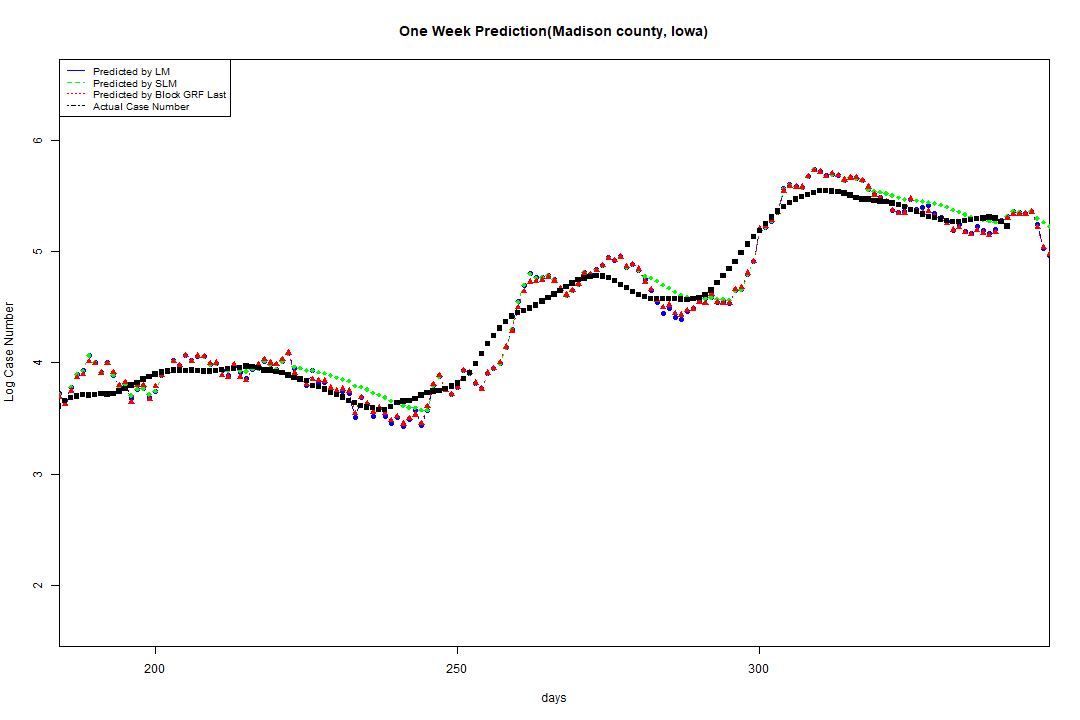 One Week Prediction(Madison county, Iowa)
Predicted by LM
Predicted by SLM
Predicted by Block GRF Last
Actual Case Number
6
5
4
3
2
Log Case Number
200 250 300
days